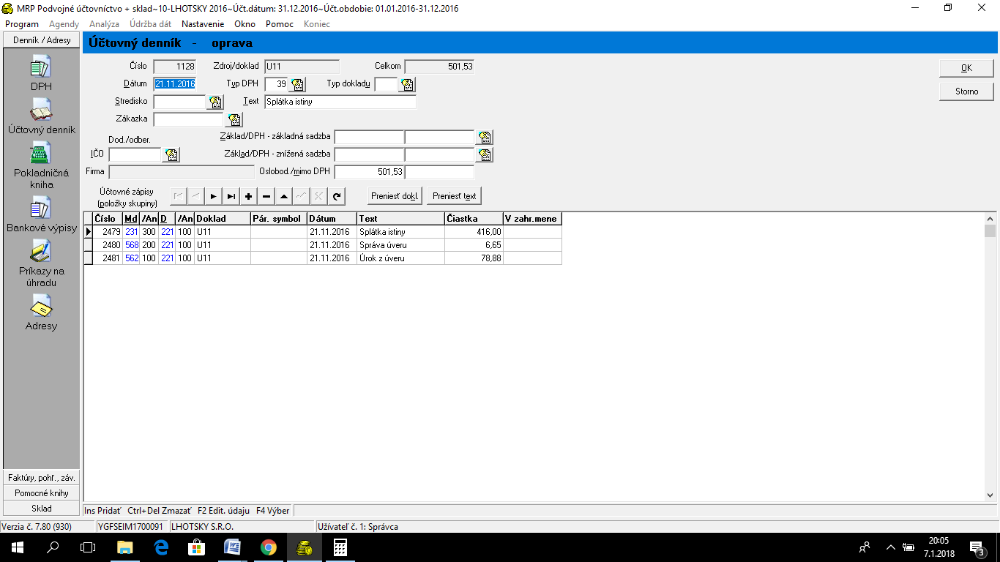 MRP Podvojné účtovníctvo + sklad~10-LHOTSKY 2016~Účt.dátum: 31.12.2016~Účt.obdobie: 01.01.2016-31.12.2016
Program Agendy Analýza Údržba dát Nastavenie Okno Pomoc Koniec
Denník / Adresy
DPH
Účtovný denník
Pokladničná
kniha
Bankové výpisy
Príkazy na
úhradu
Adresy
Faktúry, pohľ., záv.
Pomocné knihy
Sklad
Účtovný denník - oprava
Číslo 1128 Zdroj/doklad U11 Celkom 501,53 OK
Dátum 21.11.2016 Typ DPH 39 Typ dokladu
Storno
Stredisko Text Splátka istiny
Zákazka
Dod./odber. Základ/DPH - základná sadzba
IČO Základ/DPH - znížená sadzba
Firma Oslobod./mimo DPH 501,53
Účtovné zápisy
(položky skupiny) Preniesť dokl. Preniesť text
Číslo Md /An D /An Doklad Pár. symbol Dátum Text Čiastka V zahr.mene
2479 231 300 221 100 U11 21.11.2016 Splátka istiny 416,00
2480 568 200 221 100 U11 21.11.2016 Správa úveru 6,65
2481 562 100 221 100 U11 21.11.2016 Úrok z úveru 78,88
Ins Pridať Ctrl+Del Zmazať F2 Edit. údaju F4 Výber
Verzia č. 7.80 (930) YGFSEIM1700091 LHOTSKY S.R.O. Užívateľ č. 1: Správca
20:05
7.1.2018
3